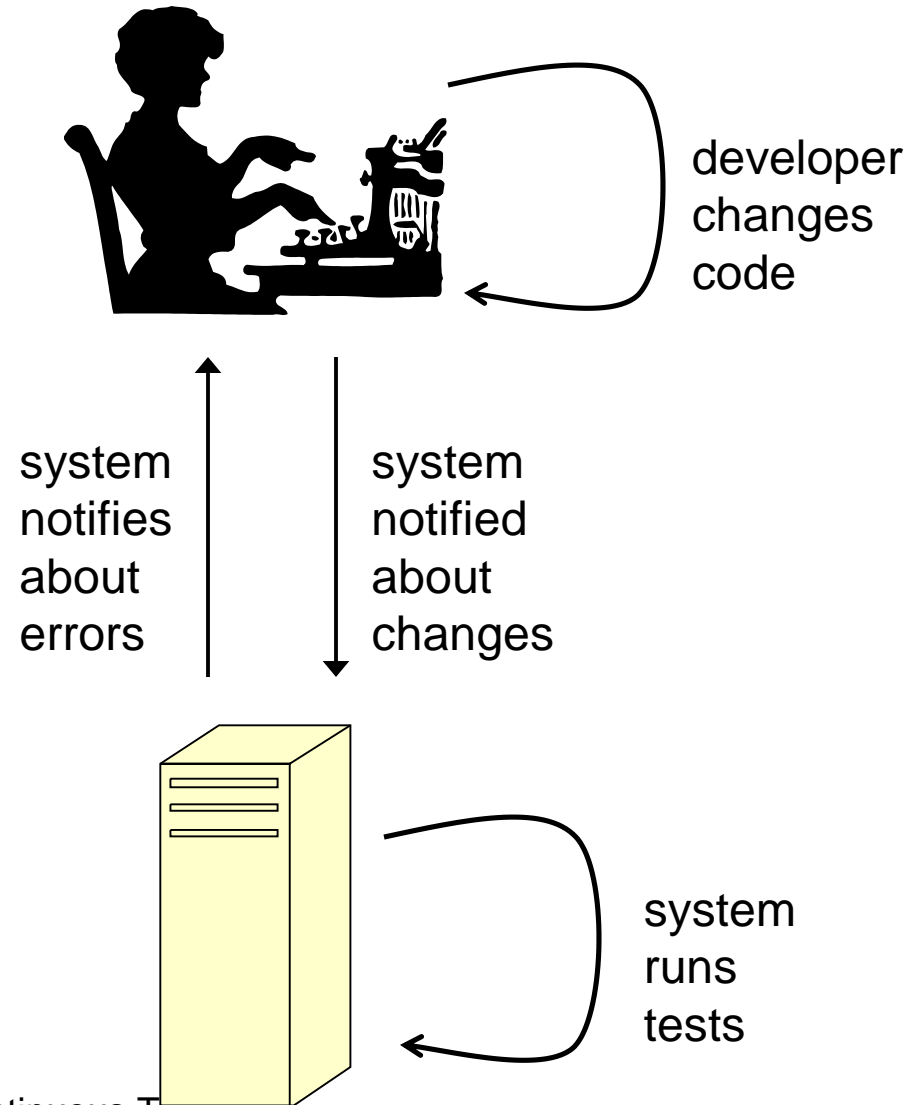 developer
changes
code
system
notifies
about
errors
system
notified
about
changes
system
runs
tests